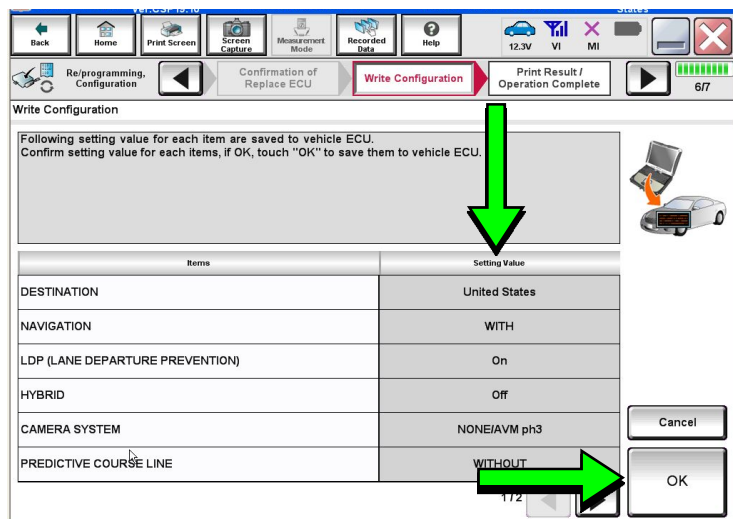 Ver.CSP15.10
States
Back
Home
Print Screen
Screen Capture
Measurement Mode
Recorded Data
Help
12.3V
VI
MI
Re/programming, Configuration
Confirmation of Replace ECU
Write Configuration
Print Result / Operation Complete
6/7
Write Configuration
Following setting value for each item are saved to vehicle ECU.
Confirm setting value for each items, if OK, touch "OK" to save them to vehicle ECU.
Items
Setting Value
DESTINATION
United States
NAVIGATION
WITH
LDP (LANE DEPARTURE PREVENTION)
On
HYBRID
Off
CAMERA SYSTEM
NONE/AVM ph3
PREDICTIVE COURSE LINE
WITHOUT
1/2
Cancel
OK